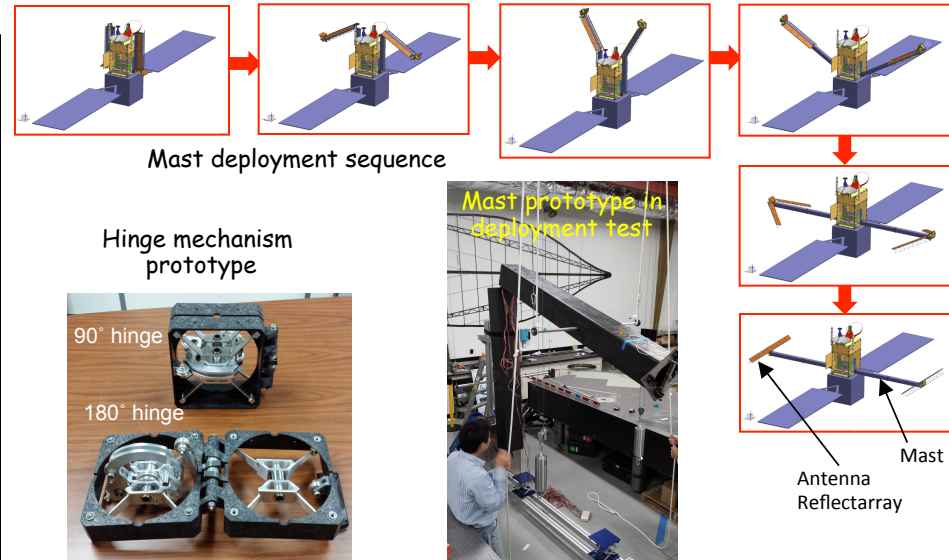 Mast deployment sequence
Hinge mechanism
prototype
90˚ hinge
180˚ hinge
Mast prototype in
deployment test
Mast
Antenna
Reflectarray